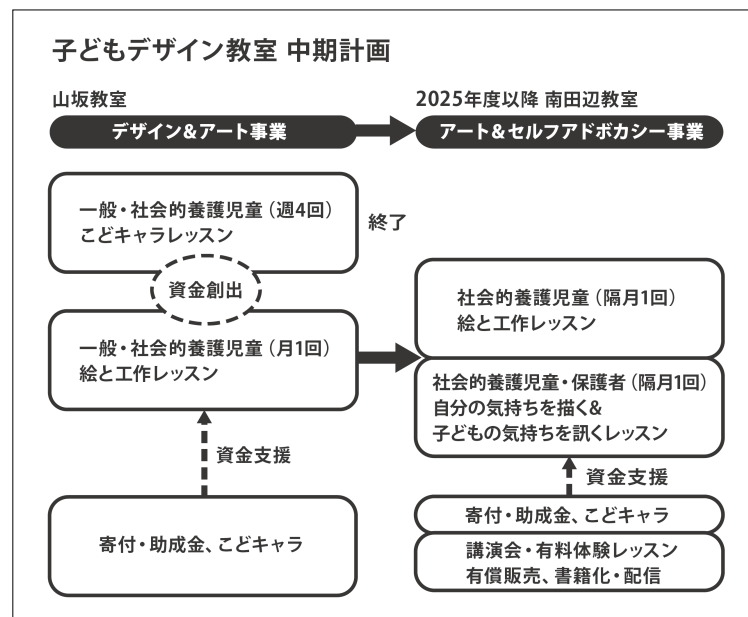 子どもデザイン教室 中期計画
山坂教室
デザイン&アート事業
2025年度以降 南田辺教室
アート&セルフアドボカシー事業
一般・社会的養護児童(週4回)
こどキャラレッスン
終了
資金創出
一般・社会的養護児童(月1回)
絵と工作レッスン
資金支援
寄付・助成金、こどキャラ
社会的養護児童(隔月1回)
絵と工作レッスン
社会的養護児童・保護者(隔月1回)
自分の気持ちを描く&
子どもの気持ちを訊くレッスン
資金支援
寄付・助成金、こどキャラ
講演会・有料体験レッスン
有償販売、書籍化・配信